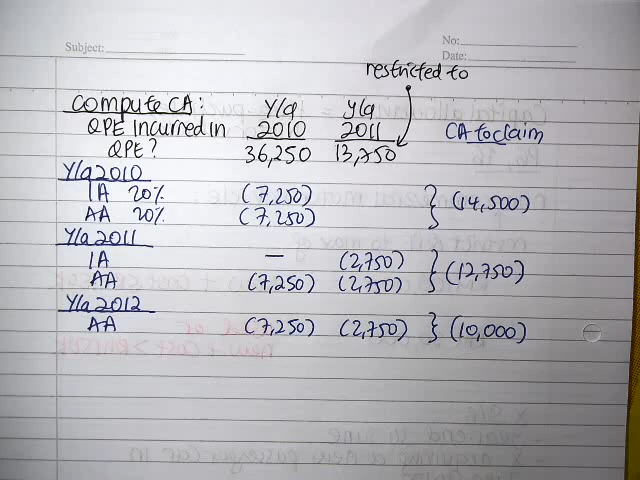 Subject:
No:
Date:
restricted to
Compute CA: Y/a Y/a
QPE incurred in 2010 2011 CA to claim
QPE? 36,250 13,750
Y/a 2010
IA 20% (7,250)
AA 20% (7,250) } (14,500)
Y/a 2011
IA — (2,750)
AA (7,250) (2,750) } (12,750)
Y/a 2012
AA (7,250) (2,750) } (10,000)